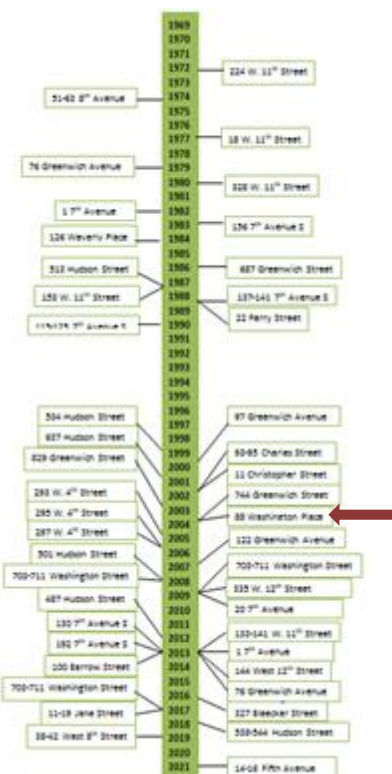 1969
1970
1971
1972
1973
1974
1975
1976
1977
1978
1979
1980
1981
1982
1983
1984
1985
1986
1987
1988
1989
1990
1991
1992
1993
1994
1995
1996
1997
1998
1999
2000
2001
2002
2003
2004
2005
2006
2007
2008
2009
2010
2011
2012
2013
2014
2015
2016
2017
2018
2019
2020
2021
51-63 8th Avenue
76 Greenwich Avenue
1 7th Avenue
126 Waverly Place
513 Hudson Street
153 W. 11th Street
7th Avenue S
534 Hudson Street
637 Hudson Street
829 Greenwich Street
293 W. 4th Street
295 W. 4th Street
297 W. 4th Street
501 Hudson Street
703-711 Washington Street
487 Hudson Street
130 7th Avenue S
192 7th Avenue S
100 Barrow Street
703-711 Washington Street
11-19 Jane Street
38-42 West 8th Street
224 W. 11th Street
18 W. 11th Street
328 W. 11th Street
156 7th Avenue S
687 Greenwich Street
137-141 7th Avenue S
22 Perry Street
97 Greenwich Avenue
93-95 Charles Street
11 Christopher Street
744 Greenwich Street
88 Washington Place
122 Greenwich Avenue
703-711 Washington Street
335 W. 12th Street
20 7th Avenue
133-141 W. 11th Street
1 7th Avenue
144 West 12th Street
76 Greenwich Avenue
327 Bleecker Street
538-544 Hudson Street
14-16 Fifth Avenue